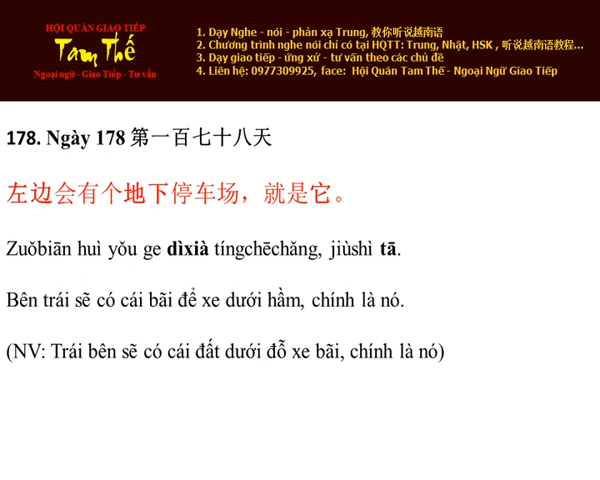 HỘI QUÁN GIAO TIẾP
Tam Thế
Ngoại ngữ - Giao Tiếp - Tư vấn
1. Dạy Nghe - nói - phản xạ Trung, 教你听说越南语
2. Chương trình nghe nói chỉ có tại HQTT: Trung, Nhật, HSK , 听说越南语教程...
3. Dạy giao tiếp - ứng xử - tư vấn theo các chủ đề
4. Liên hệ: 0977309925, face: Hội Quán Tam Thế - Ngoại Ngữ Giao Tiếp
178. Ngày 178 第一百七十八天
左边会有个地下停车场，就是它。
Zuǒbiān huì yǒu ge dìxià tíngchēchǎng, jiùshì tā.
Bên trái sẽ có cái bãi để xe dưới hầm, chính là nó.
(NV: Trái bên sẽ có cái đất dưới đỗ xe bãi, chính là nó)